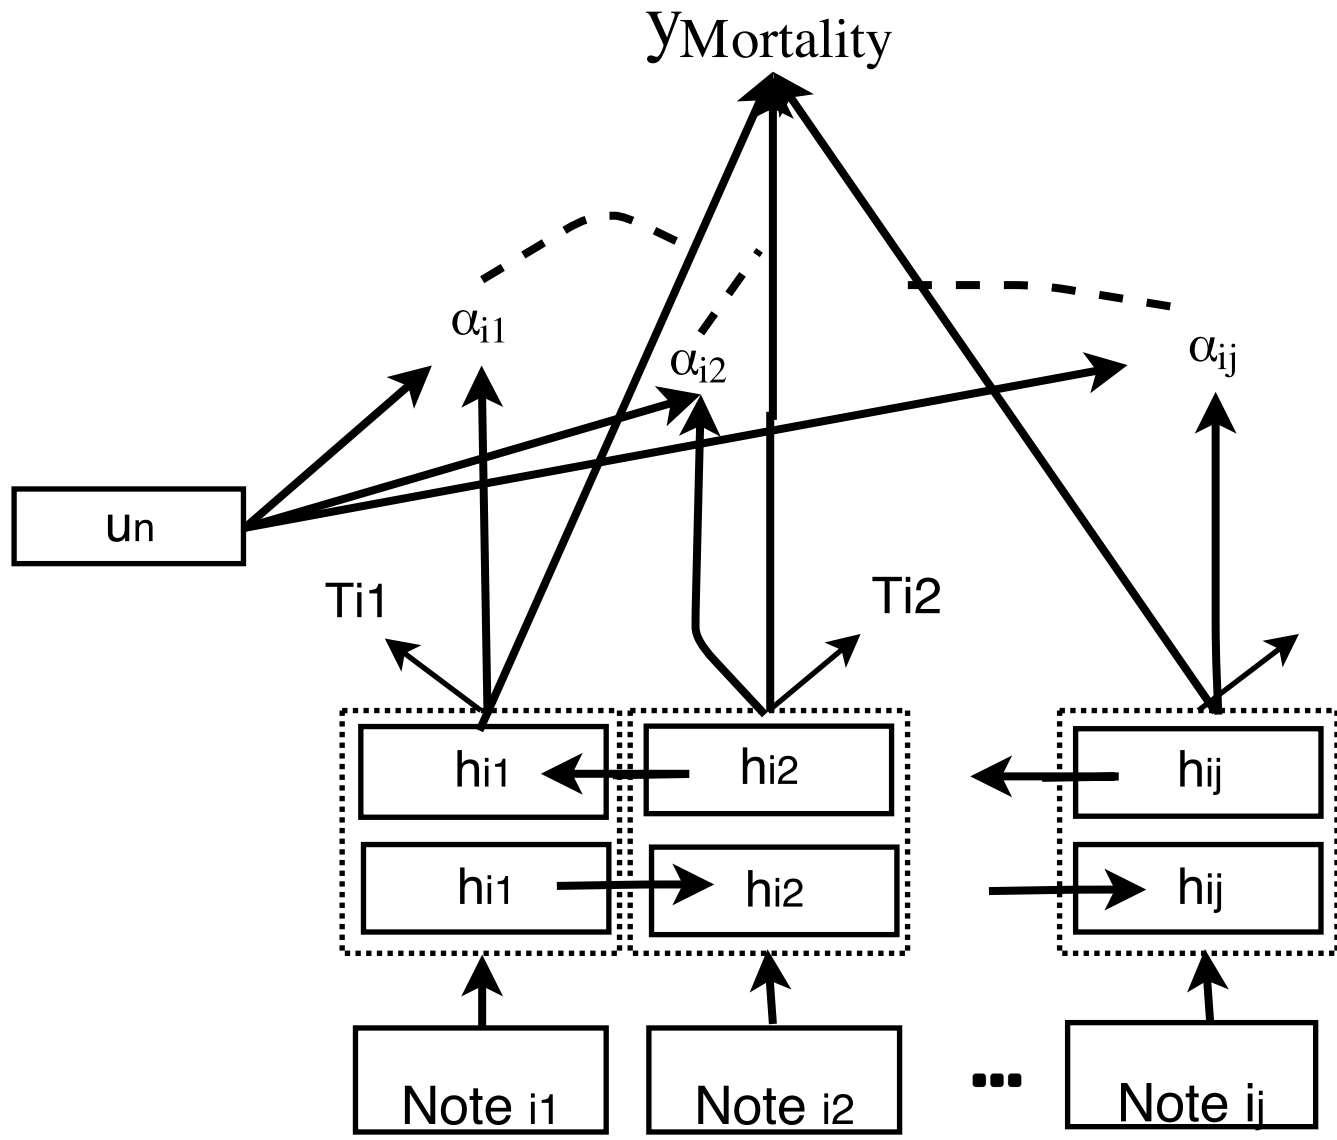 yMortality
αi1
αi2
αij
un
Ti1
Ti2
hi1
hi2
hij
hi1
hi2
hij
Note i1
Note i2
...
Note ij